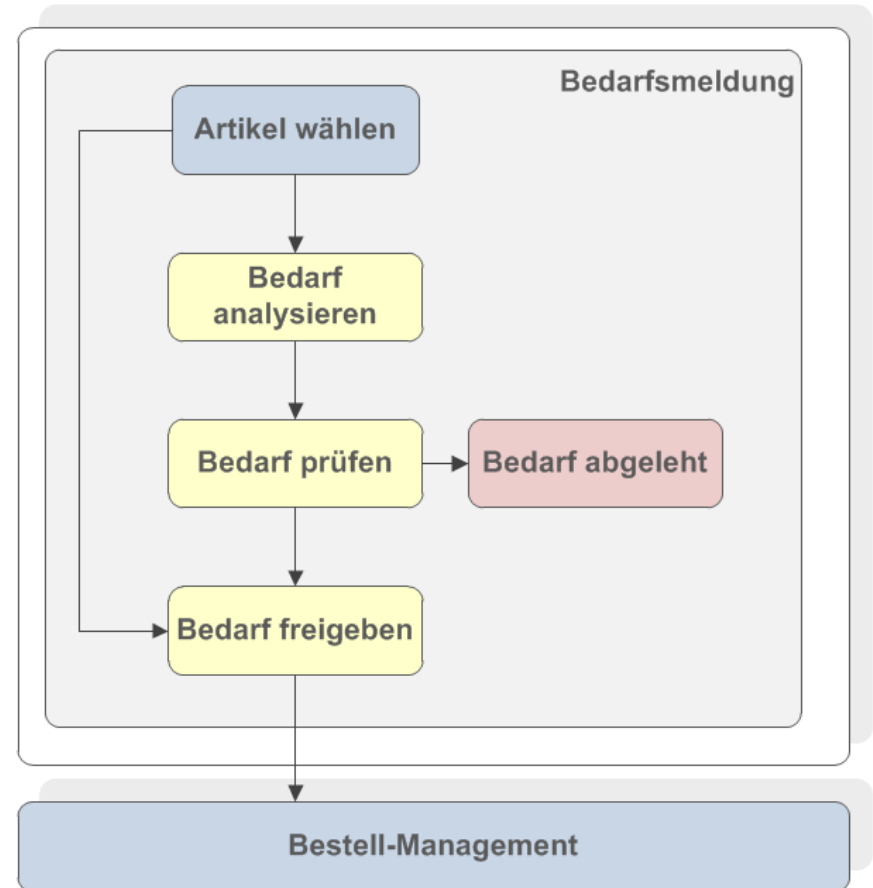 Bedarfsmeldung
Artikel wählen
Bedarf
analysieren
Bedarf prüfen
Bedarf abgeleht
Bedarf freigeben
Bestell-Management